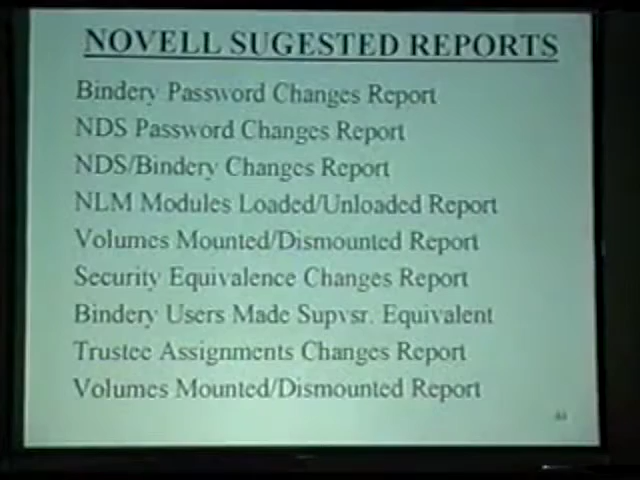 NOVELL SUGESTED REPORTS
Bindery Password Changes Report
NDS Password Changes Report
NDS/Bindery Changes Report
NLM Modules Loaded/Unloaded Report
Volumes Mounted/Dismounted Report
Security Equivalence Changes Report
Bindery Users Made Supvsr. Equivalent
Trustee Assignments Changes Report
Volumes Mounted/Dismounted Report